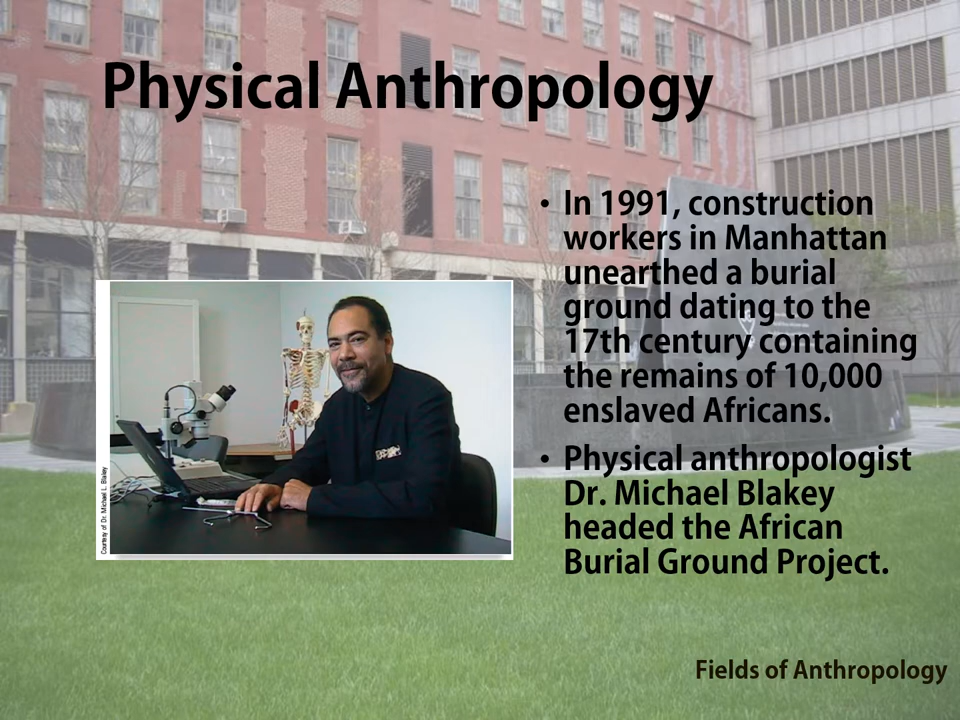 Physical Anthropology
• In 1991, construction
workers in Manhattan
unearthed a burial
ground dating to the
17th century containing
the remains of 10,000
enslaved Africans.
• Physical anthropologist
Dr. Michael Blakey
headed the African
Burial Ground Project.
Courtesy of Dr. Michael L. Blakey
Fields of Anthropology